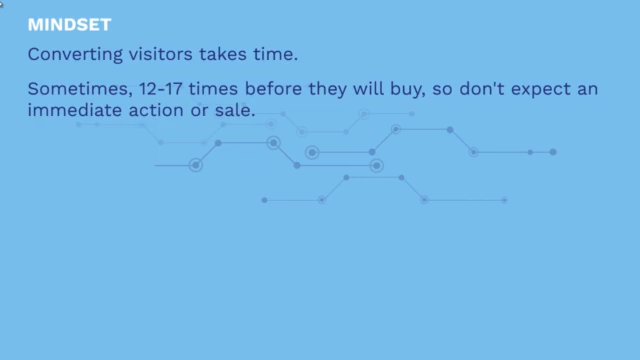 MINDSET
Converting visitors takes time.
Sometimes, 12-17 times before they will buy, so don't expect an
immediate action or sale.